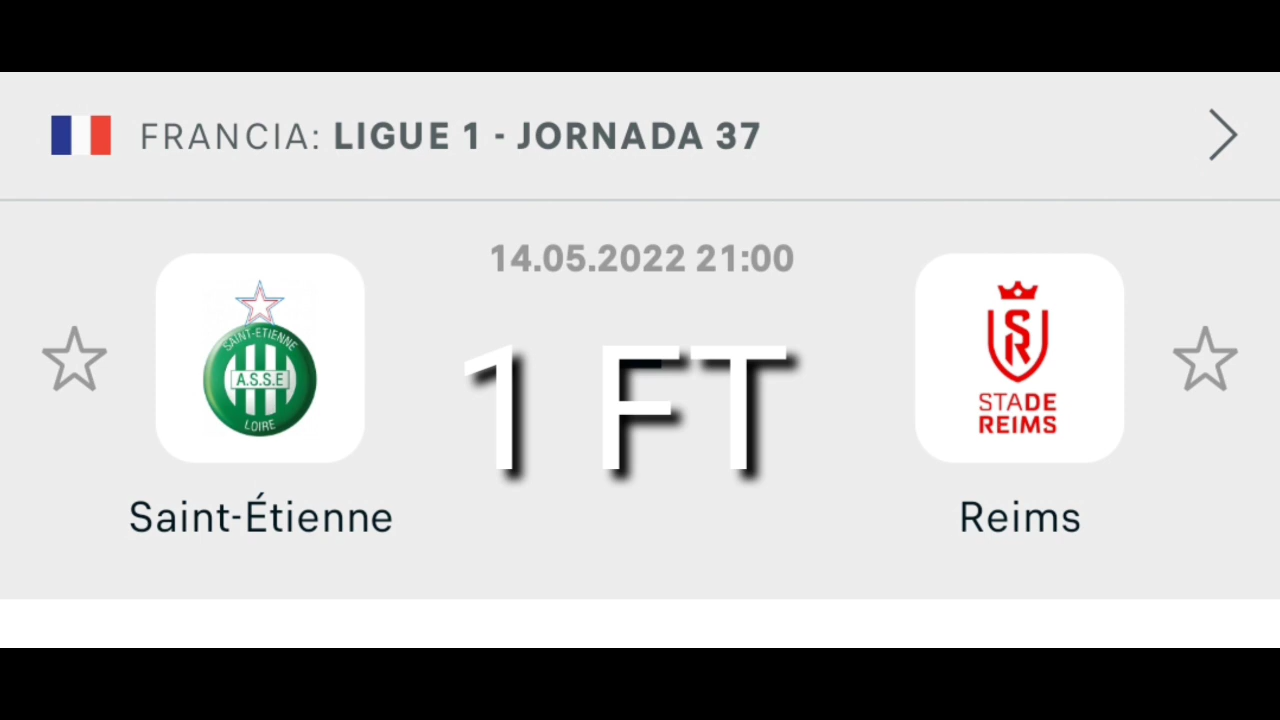 FRANCIA: LIGUE 1 - JORNADA 37
14.05.2022 21:00
SAINT-ETIENNE
A.S.S.E
LOIRE
1 FT
SR
STADE
REIMS
Saint-Étienne
Reims